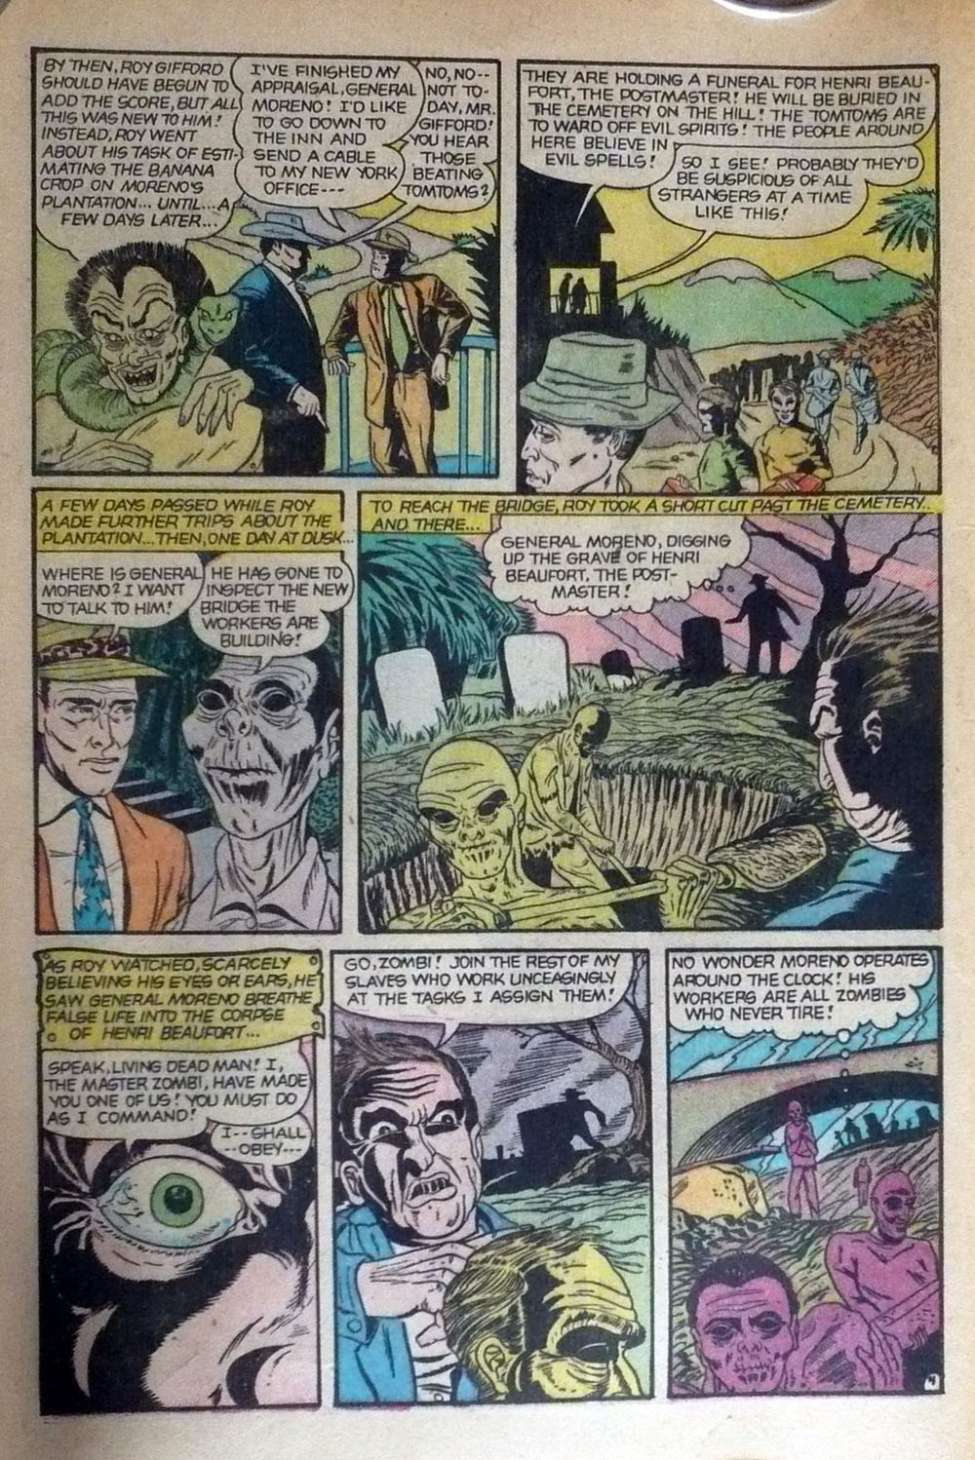 BY THEN, ROY GIFFORD
SHOULD HAVE BEGUN TO
ADD THE SCORE, BUT ALL
THIS WAS NEW TO HIM!
INSTEAD, ROY WENT
ABOUT HIS TASK OF ESTI-
MATING THE BANANA
CROP ON MORENO'S
PLANTATION... UNTIL...A
FEW DAYS LATER...
I'VE FINISHED MY
APPRAISAL, GENERAL
MORENO! I'D LIKE
TO GO DOWN TO
THE INN AND
SEND A CABLE
TO MY NEW YORK
OFFICE---
NO, NO--
NOT TO-
DAY, MR.
GIFFORD!
YOU HEAR
THOSE
BEATING
TOMTOMS?
THEY ARE HOLDING A FUNERAL FOR HENRI BEAU-
FORT, THE POSTMASTER! HE WILL BE BURIED IN
THE CEMETERY ON THE HILL! THE TOMTOMS ARE
TO WARD OFF EVIL SPIRITS! THE PEOPLE AROUND
HERE BELIEVE IN
EVIL SPELLS!
SO I SEE! PROBABLY THEY'D
BE SUSPICIOUS OF ALL
STRANGERS AT A TIME
LIKE THIS!
A FEW DAYS PASSED WHILE ROY
MADE FURTHER TRIPS ABOUT THE
PLANTATION...THEN, ONE DAY AT DUSK...
WHERE IS GENERAL
MORENO? I WANT
TO TALK TO HIM!
HE HAS GONE TO
INSPECT THE NEW
BRIDGE THE
WORKERS ARE
BUILDING!
TO REACH THE BRIDGE, ROY TOOK A SHORT CUT PAST THE CEMETERY..
AND THERE...
GENERAL MORENO, DIGGING
UP THE GRAVE OF HENRI
BEAUFORT, THE POST-
MASTER!
AS ROY WATCHED, SCARCELY
BELIEVING HIS EYES OR EARS, HE
SAW GENERAL MORENO BREATHE
FALSE LIFE INTO THE CORPSE
OF HENRI BEAUFORT...
SPEAK, LIVING DEAD MAN! I,
THE MASTER ZOMBI, HAVE MADE
YOU ONE OF US! YOU MUST DO
AS I COMMAND!
I--SHALL
--OBEY---
GO, ZOMBI! JOIN THE REST OF MY
SLAVES WHO WORK UNCEASINGLY
AT THE TASKS I ASSIGN THEM!
NO WONDER MORENO OPERATES
AROUND THE CLOCK! HIS
WORKERS ARE ALL ZOMBIES
WHO NEVER TIRE!
4